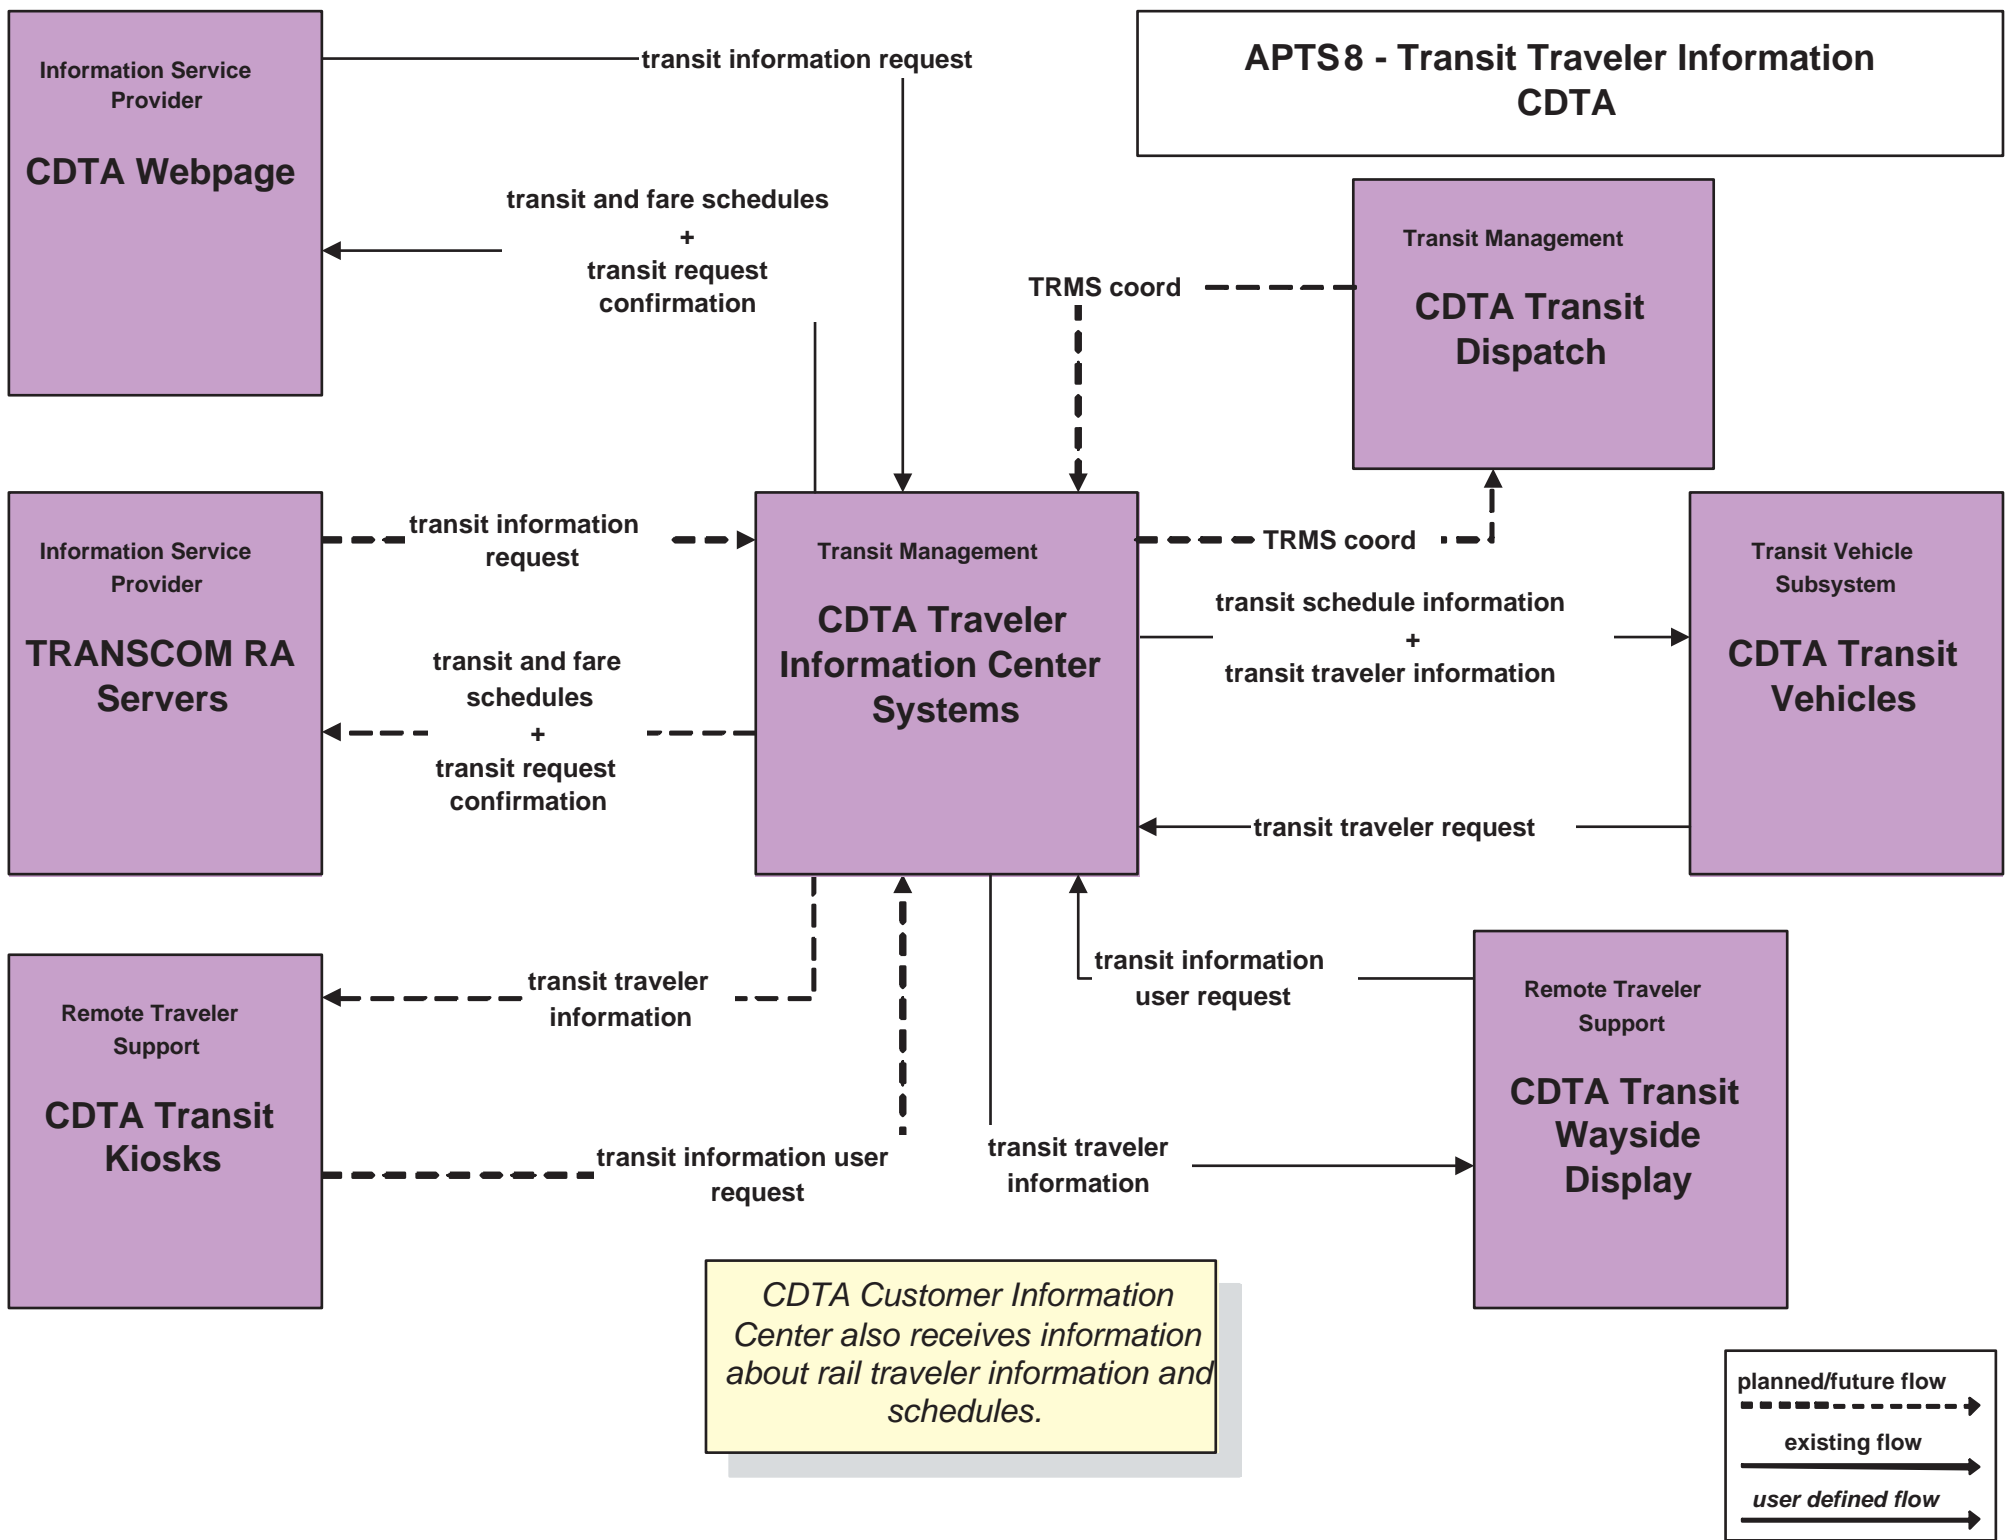 APTS8 - Transit Traveler Information
CDTA
Information Service
Provider
CDTA Webpage
transit information request
transit and fare schedules
+
transit request
confirmation
TRMS coord
Transit Management
CDTA Transit
Dispatch
Information Service
Provider
TRANSCOM RA
Servers
transit information
request
transit and fare
schedules
+
transit request
confirmation
Transit Management
CDTA Traveler
Information Center
Systems
TRMS coord
transit schedule information
+
transit traveler information
transit traveler request
Transit Vehicle
Subsystem
CDTA Transit
Vehicles
Remote Traveler
Support
CDTA Transit
Kiosks
transit traveler
information
transit information user
request
transit information
user request
transit traveler
information
Remote Traveler
Support
CDTA Transit
Wayside
Display
CDTA Customer Information
Center also receives information
about rail traveler information and
schedules.
planned/future flow
existing flow
user defined flow